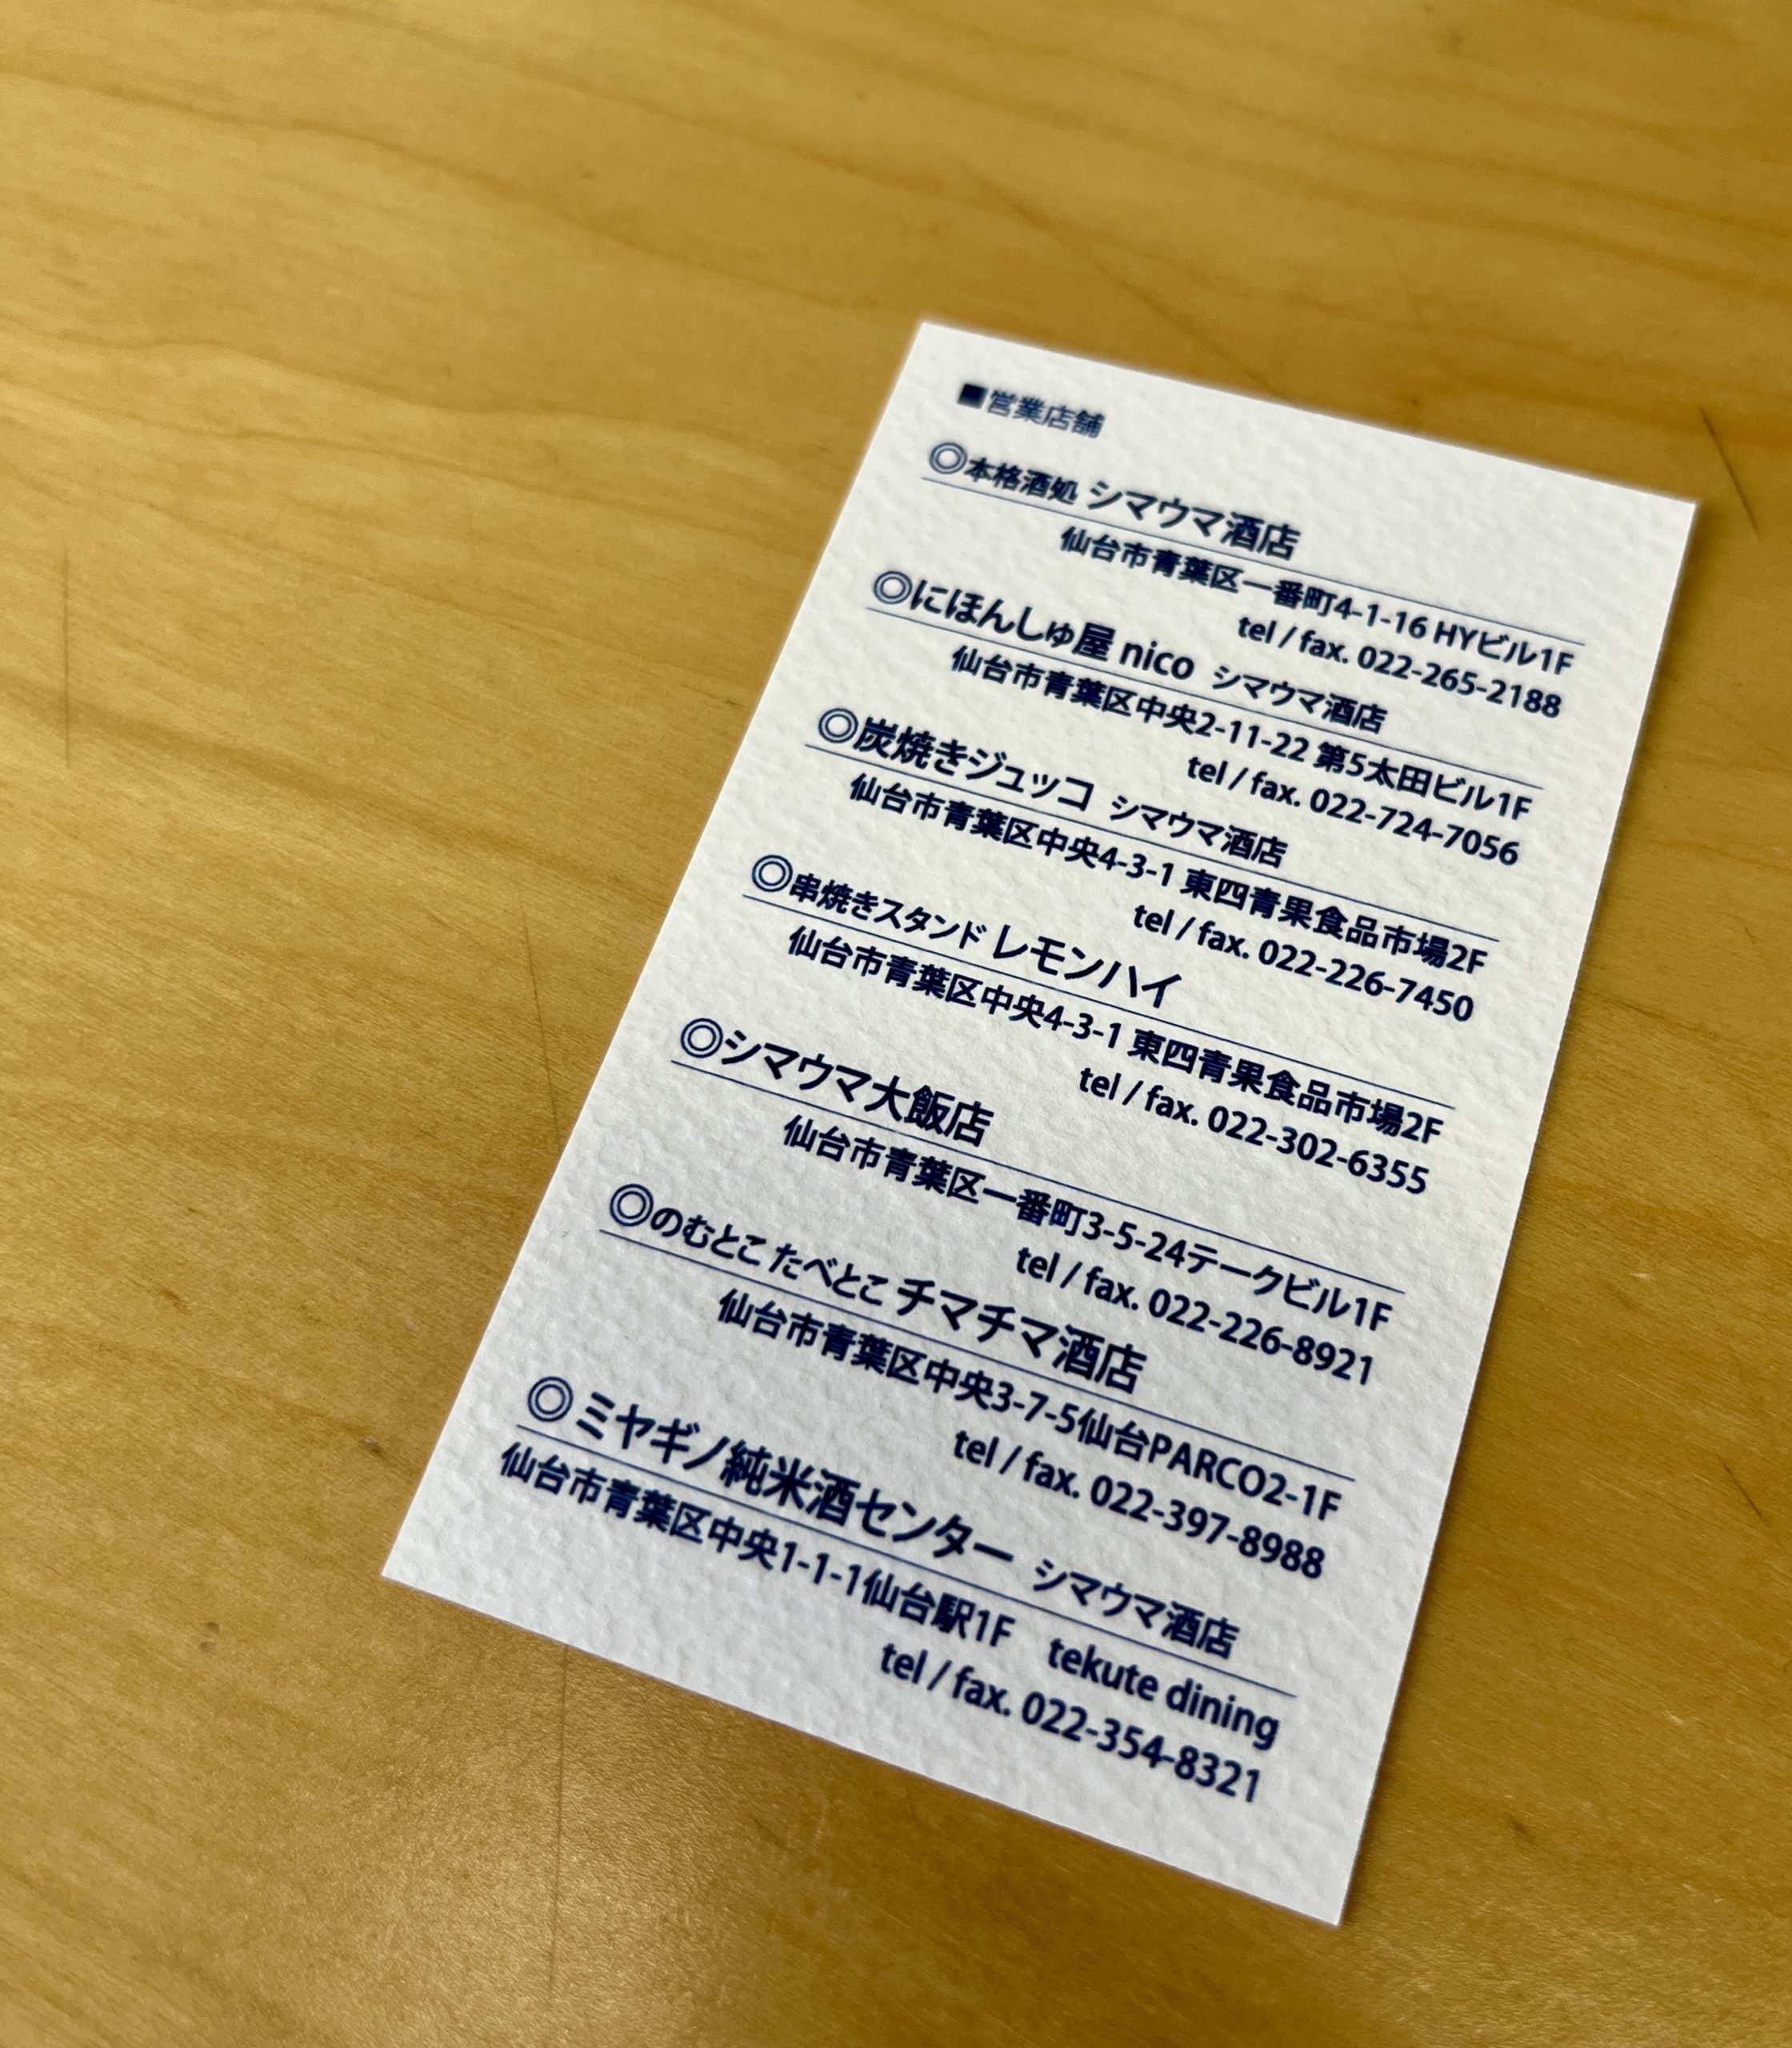 ■営業店舗
◎本格酒処 シマウマ酒店
仙台市青葉区一番町4-1-16 HYビル1F
tel / fax. 022-265-2188
◎にほんしゅ屋 nico シマウマ酒店
仙台市青葉区中央2-11-22 第5太田ビル1F
tel / fax. 022-724-7056
◎炭焼きジュッコ シマウマ酒店
仙台市青葉区中央4-3-1 東四青果食品市場2F
tel / fax. 022-226-7450
◎串焼きスタンド レモンハイ
仙台市青葉区中央4-3-1 東四青果食品市場2F
tel / fax. 022-302-6355
◎シマウマ大飯店
仙台市青葉区一番町3-5-24テークビル1F
tel / fax. 022-226-8921
◎のむとこ たべとこ チマチマ酒店
仙台市青葉区中央3-7-5仙台PARCO2-1F
tel / fax. 022-397-8988
◎ミヤギノ純米酒センター シマウマ酒店
仙台市青葉区中央1-1-1仙台駅1F tekute dining
tel / fax. 022-354-8321